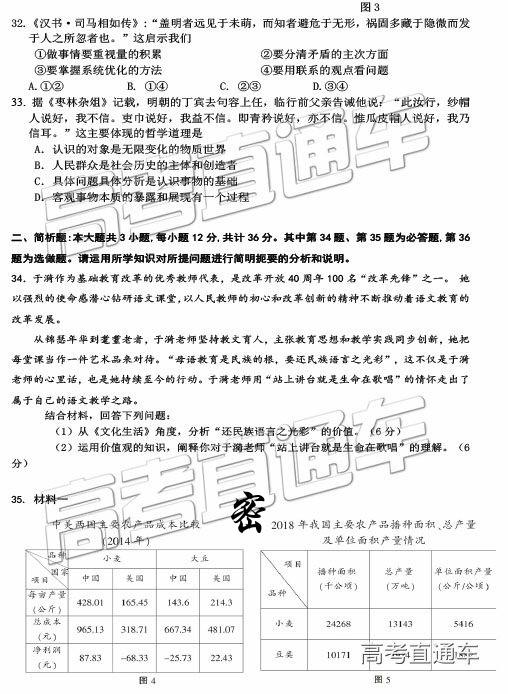 图 3
32.《汉书·司马相如传》:“盖明者远见于未萌，而知者避危于无形，祸固多藏于隐微而发
于人之所忽者也。”这启示我们
①做事情要重视量的积累 ②要分清矛盾的主次方面
③要掌握系统优化的方法 ④要用联系的观点看问题
A.①② B. ①④ C. ②③ D.③④
33. 据《枣林杂俎》记载，明朝的丁宾去句容上任，临行前父亲告诫他说：“此汝行，纱帽
人说好，我不信。吏巾说好，我益不信。即青衿说好，亦不信。惟瓜皮帽人说好，我乃
信耳。”这主要体现的哲学道理是
A. 认识的对象是无限变化的物质世界
B. 人民群众是社会历史的主体和创造者
C. 具体问题具体分析是认识事物的基础
D. 客观事物本质的暴露和展现有一个过程
二、简析题:本大题共 3 小题,每小题 12 分,共计 36 分。其中第 34 题、第 35 题为必答题,第 36
题为选做题。请运用所学知识对所提问题进行简明扼要的分析和说明。
34. 于漪作为基础教育改革的优秀教师代表，是改革开放 40 周年 100 名“改革先锋”之一。她
以强烈的使命感潜心钻研语文课堂,以人民教师的初心和改革创新的精神不断推动着语文教育的
改革发展。
从锦瑟年华到耄耋老者，于漪老师坚持教文育人，主张教育思想和教学实践同步创新，她把
每堂课当作一件艺术品来对待。“母语教育是民族的根，要还民族语言之光彩”，这不仅是于漪
老师的心里话，也是她持续至今的行动。于漪老师用“站上讲台就是生命在歌唱”的情怀走出了
属于自己的语文教学之路。
结合材料，回答下列问题：
（1）从《文化生活》角度，分析“还民族语言之光彩”的价值。（6 分）
（2）运用价值观的知识，阐释你对于漪老师“站上讲台就是生命在歌唱”的理解。（6
分）
35. 材料一
密
中美两国主要农产品成本比较
（2014 年）
品种 小麦 大豆
国家
项目 中国 美国 中国 美国
每亩产量（公斤） 428.01 165.45 143.6 214.3
总成本（元） 965.13 318.71 667.34 481.07
净利润（元） 87.83 -68.33 -25.73 22.43
图 4
2018 年我国主要农产品播种面积、总产量
及单位面积产量情况
项目 播种面积（千公顷） 总产量（万吨） 单位面积产量（公斤/公顷）
品种
小麦 24268 13143 5416
豆类 10171
图 5
高考直通车
高考直通车
高考直通车